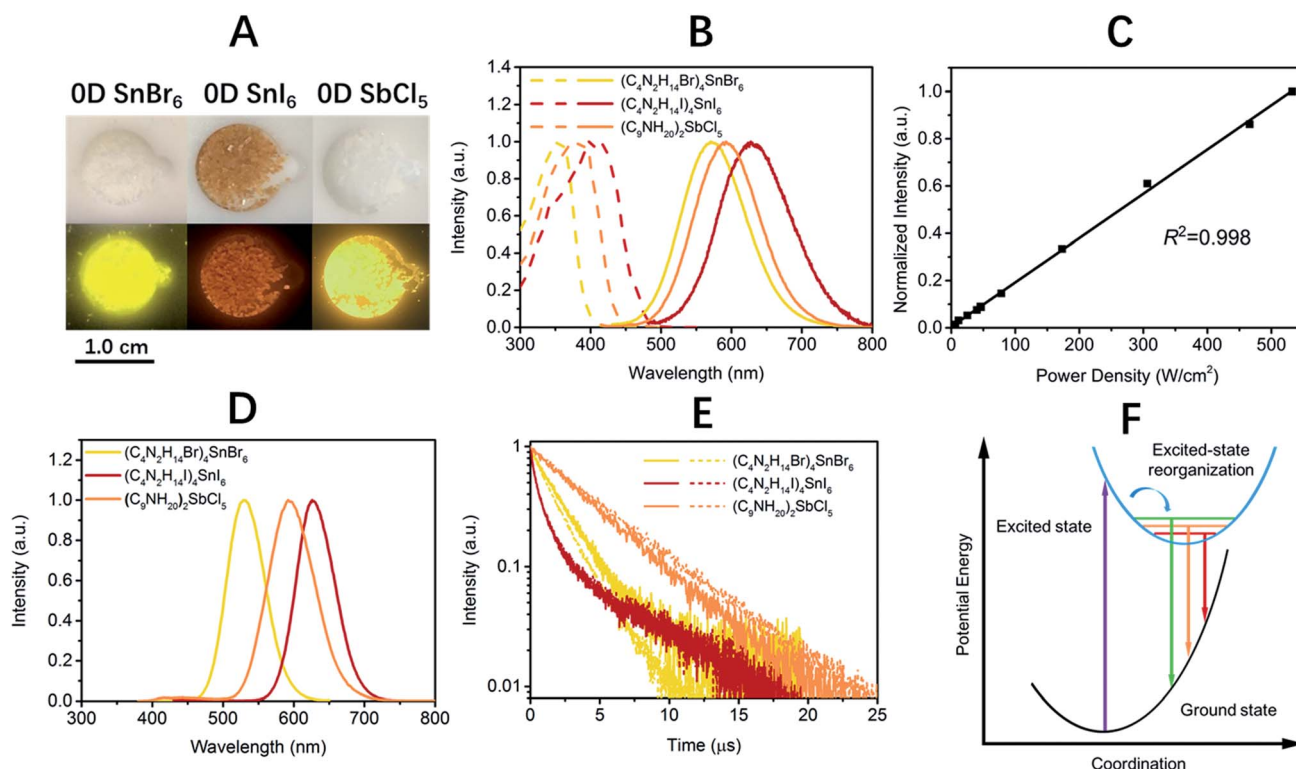 A
0D SnBr₆ 0D SnI₆ 0D SbCl₅
1.0 cm
B
1.4
1.2
1.0
0.8
0.6
0.4
0.2
0.0
Intensity (a.u.)
(C₄N₂H₁₄Br)₄SnBr₆
(C₄N₂H₁₄I)₄SnI₆
(C₉NH₂₀)₂SbCl₅
300 400 500 600 700 800
Wavelength (nm)
C
1.0
0.8
0.6
0.4
0.2
0.0
Normalized Intensity (a.u.)
R²=0.998
0 100 200 300 400 500
Power Density (W/cm²)
D
1.2
1.0
0.8
0.6
0.4
0.2
0.0
Intensity (a.u.)
(C₄N₂H₁₄Br)₄SnBr₆
(C₄N₂H₁₄I)₄SnI₆
(C₉NH₂₀)₂SbCl₅
300 400 500 600 700 800
Wavelength (nm)
E
1
0.1
0.01
Intensity (a.u.)
(C₄N₂H₁₄Br)₄SnBr₆
(C₄N₂H₁₄I)₄SnI₆
(C₉NH₂₀)₂SbCl₅
0 5 10 15 20 25
Time (μs)
F
Potential Energy
Excited-state
reorganization
Excited state
Ground state
Coordination